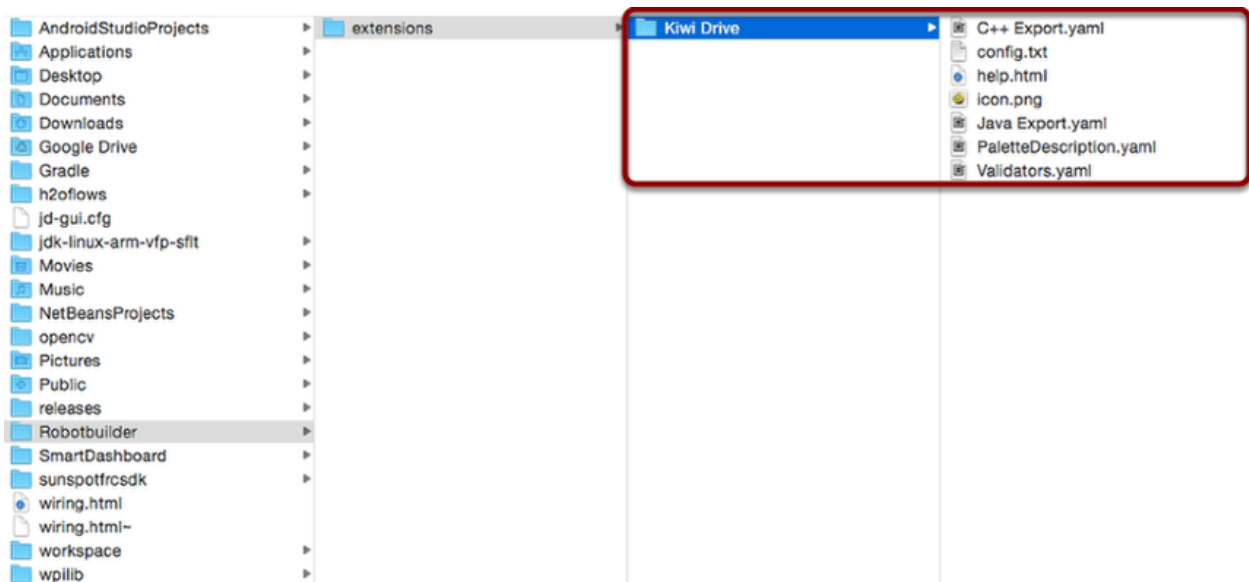 AndroidStudioProjects
Applications
Desktop
Documents
Downloads
Google Drive
Gradle
h2oflows
jd-gui.cfg
jdk-linux-arm-vfp-sflt
Movies
Music
NetBeansProjects
opencv
Pictures
Public
releases
Robotbuilder
SmartDashboard
sunspotfrcsdk
wiring.html
wiring.html~
workspace
wpilib
extensions
Kiwi Drive
C++ Export.yaml
config.txt
help.html
icon.png
Java Export.yaml
PaletteDescription.yaml
Validators.yaml